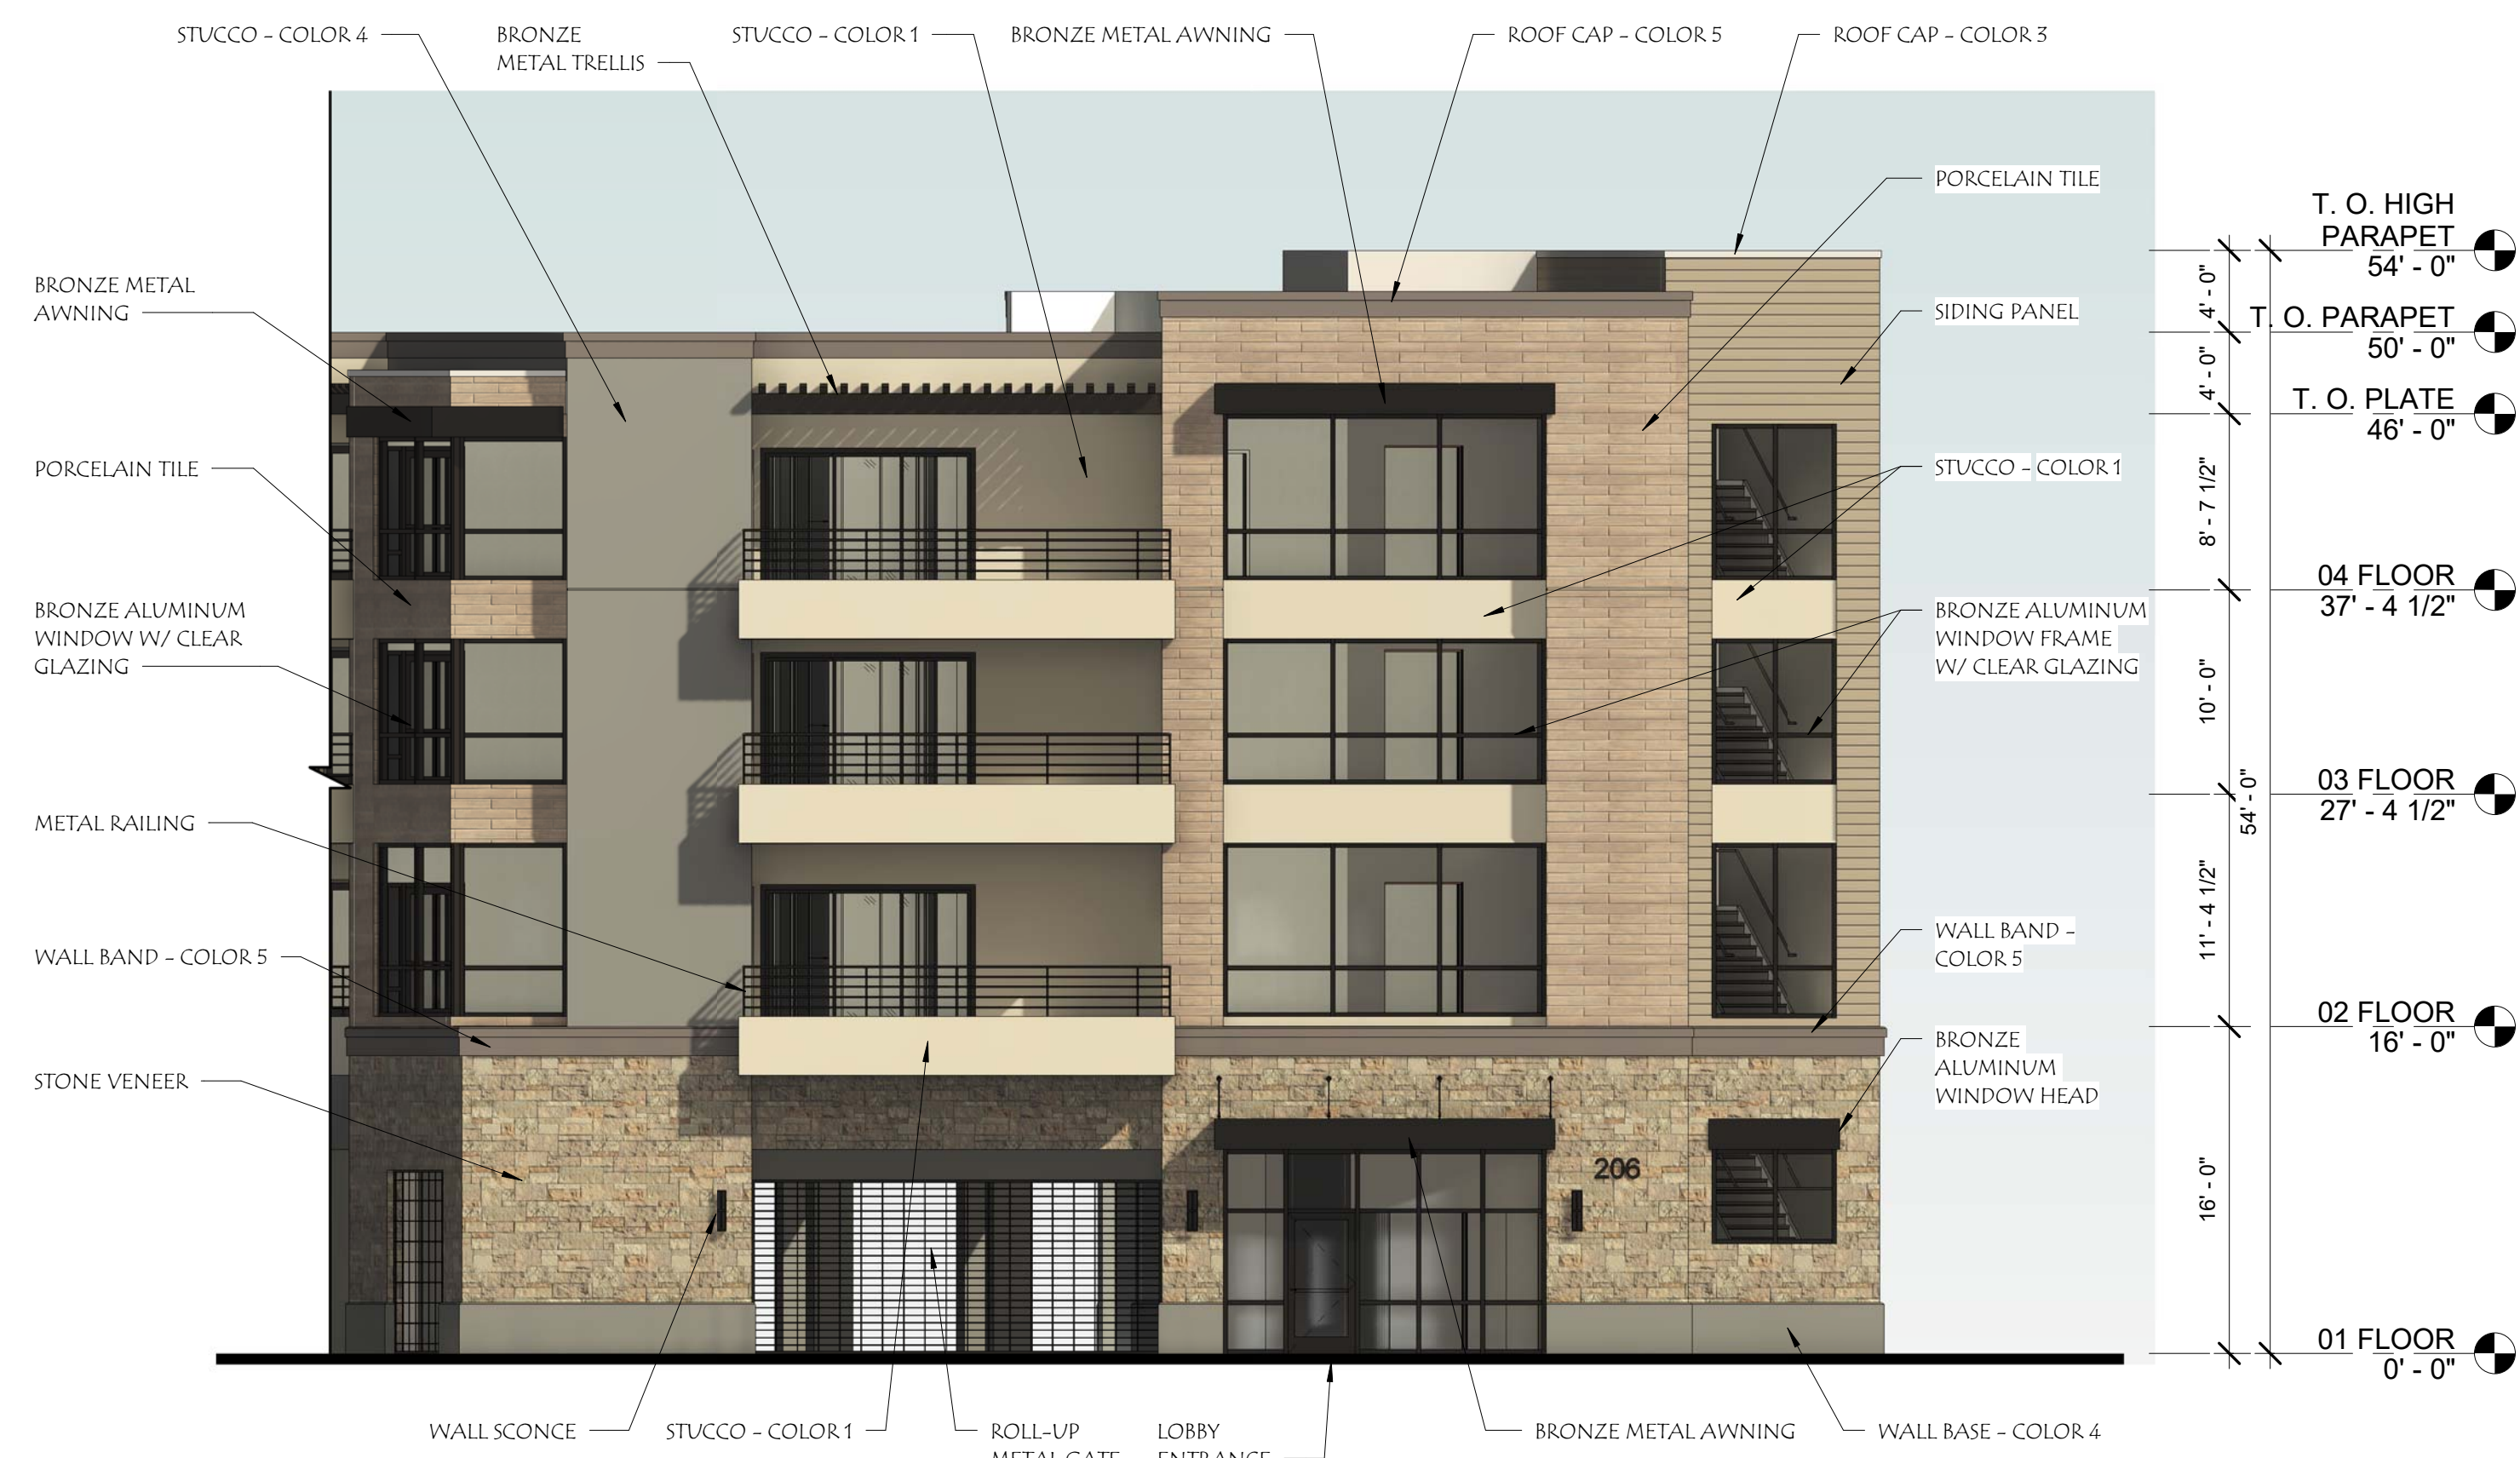 STUCCO - COLOR 4
BRONZE
METAL TRELLIS
STUCCO - COLOR 1
BRONZE METAL AWNING
ROOF CAP - COLOR 5
ROOF CAP - COLOR 3
BRONZE METAL
AWNING
PORCELAIN TILE
BRONZE ALUMINUM
WINDOW W/ CLEAR
GLAZING
METAL RAILING
WALL BAND - COLOR 5
STONE VENEER
PORCELAIN TILE
SIDING PANEL
STUCCO - COLOR 1
BRONZE ALUMINUM
WINDOW FRAME
W/ CLEAR GLAZING
WALL BAND -
COLOR 5
BRONZE
ALUMINUM
WINDOW HEAD
206
4' - 0"
4' - 0"
8' - 7 1/2"
10' - 0"
11' - 4 1/2"
16' - 0"
54' - 0"
T. O. HIGH
PARAPET
54' - 0"
T. O. PARAPET
50' - 0"
T. O. PLATE
46' - 0"
04 FLOOR
37' - 4 1/2"
03 FLOOR
27' - 4 1/2"
02 FLOOR
16' - 0"
01 FLOOR
0' - 0"
WALL SCONCE
STUCCO - COLOR 1
ROLL-UP
METAL GATE
LOBBY
ENTRANCE
BRONZE METAL AWNING
WALL BASE - COLOR 4